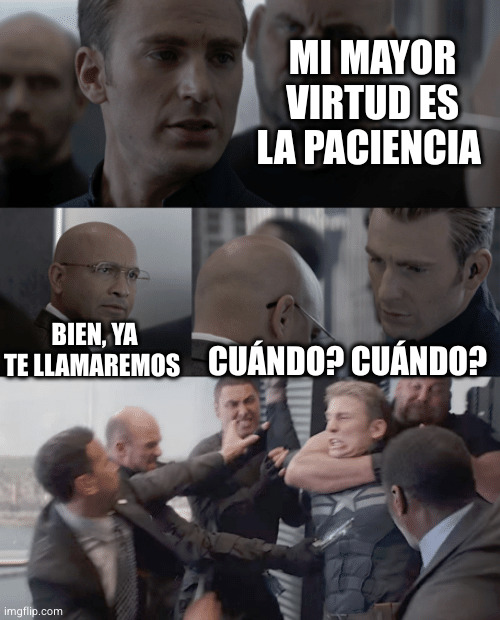 MI MAYOR
VIRTUD ES
LA PACIENCIA
BIEN, YA
TE LLAMAREMOS
CUÁNDO? CUÁNDO?
imgflip.com